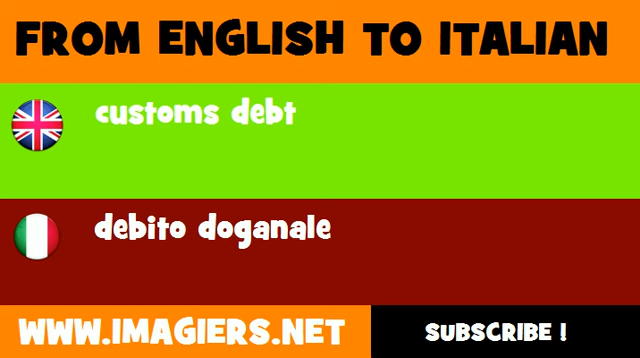 FROM ENGLISH TO ITALIAN
customs debt
debito doganale
WWW.IMAGIERS.NET
SUBSCRIBE !